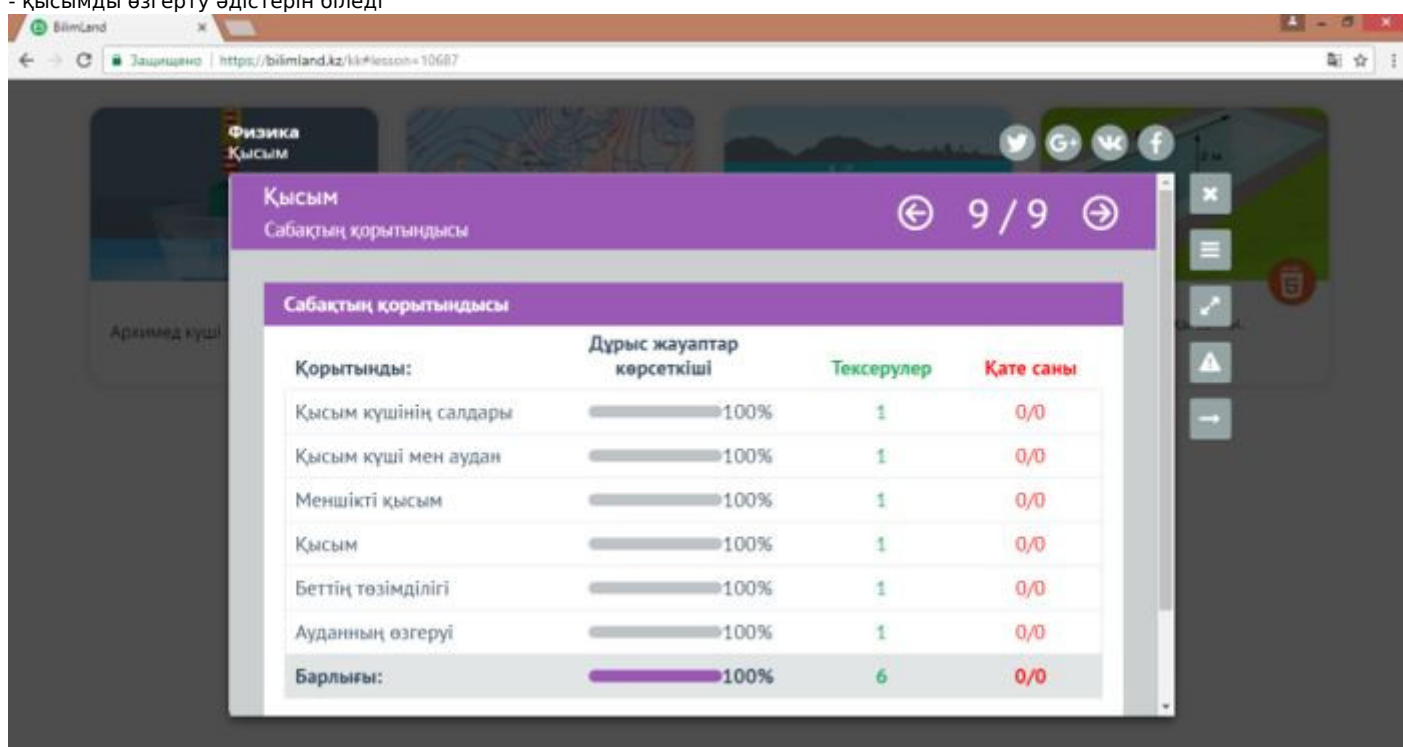 - қысымды өзгерту әдістерін біледі
BilimLand
Защищено | https://bilimland.kz/kk#lesson=10687
Физика
Қысым
2 м
Қысым
Сабақтың қорытындысы
9 / 9
Архимед күші
Сабақтың қорытындысы
Қорытынды: Дұрыс жауаптар көрсеткіші Тексерулер Қате саны
Қысым күшінің салдары 100% 1 0/0
Қысым күші мен аудан 100% 1 0/0
Меншікті қысым 100% 1 0/0
Қысым 100% 1 0/0
Беттің төзімділігі 100% 1 0/0
Ауданның өзгеруі 100% 1 0/0
Барлығы: 100% 6 0/0